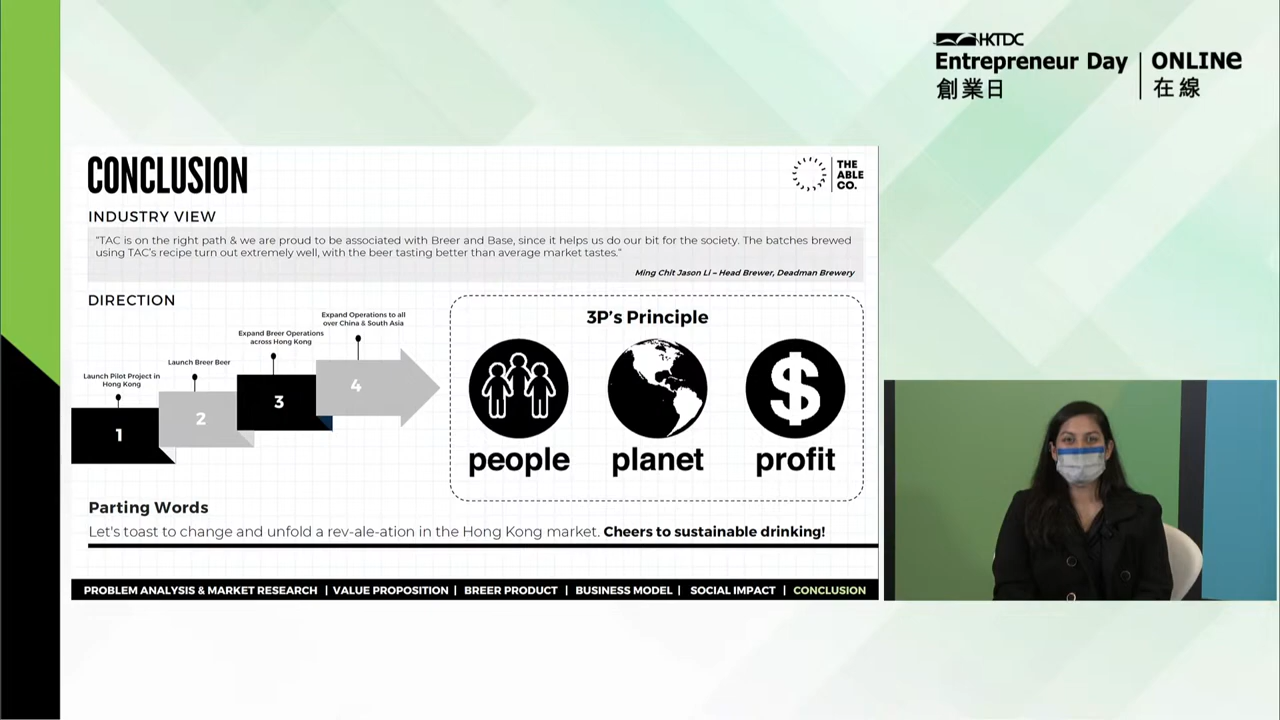 HKTDC
Entrepreneur Day
創業日
ONLINe
在線
CONCLUSION
THE
ABLE
CO.
INDUSTRY VIEW
"TAC is on the right path & we are proud to be associated with Breer and Base, since it helps us do our bit for the society. The batches brewed
using TAC's recipe turn out extremely well, with the beer tasting better than average market tastes."
Ming Chit Jason Li – Head Brewer, Deadman Brewery
DIRECTION
Launch Pilot Project in
Hong Kong
Launch Breer Beer
Expand Breer Operations
across Hong Kong
Expand Operations to all
over China & South Asia
1
2
3
4
3P's Principle
$
people
planet
profit
Parting Words
Let's toast to change and unfold a rev-ale-ation in the Hong Kong market. Cheers to sustainable drinking!
PROBLEM ANALYSIS & MARKET RESEARCH | VALUE PROPOSITION | BREER PRODUCT | BUSINESS MODEL | SOCIAL IMPACT | CONCLUSION